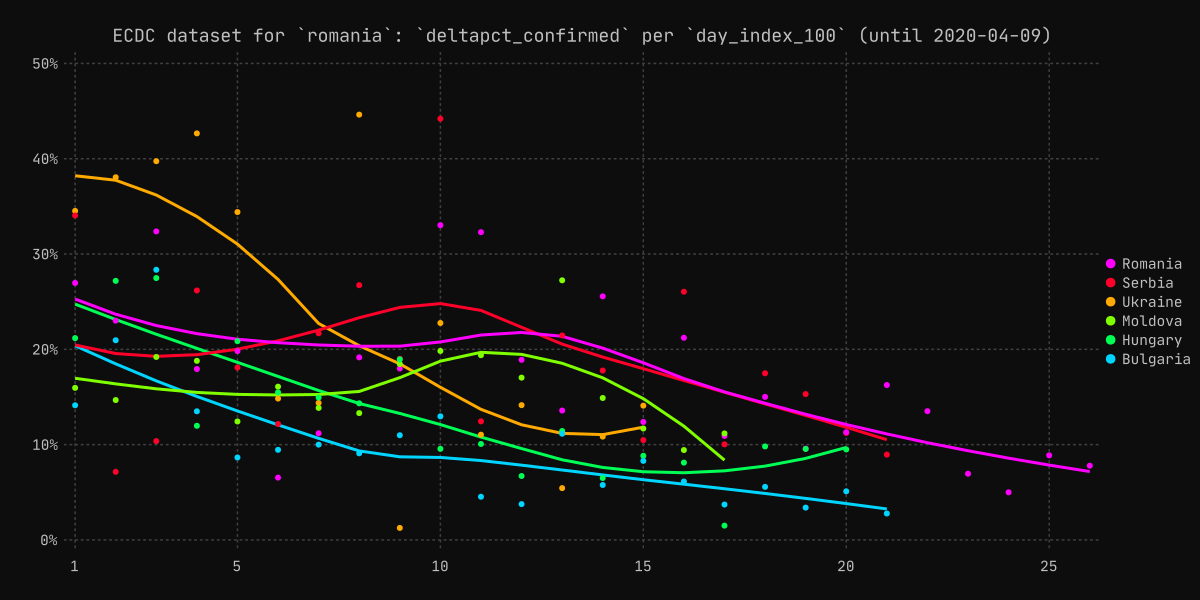 ECDC dataset for `romania`: `deltapct_confirmed` per `day_index_100` (until 2020-04-09)
50%
40%
30%
20%
10%
0%
1 5 10 15 20 25
Romania
Serbia
Ukraine
Moldova
Hungary
Bulgaria